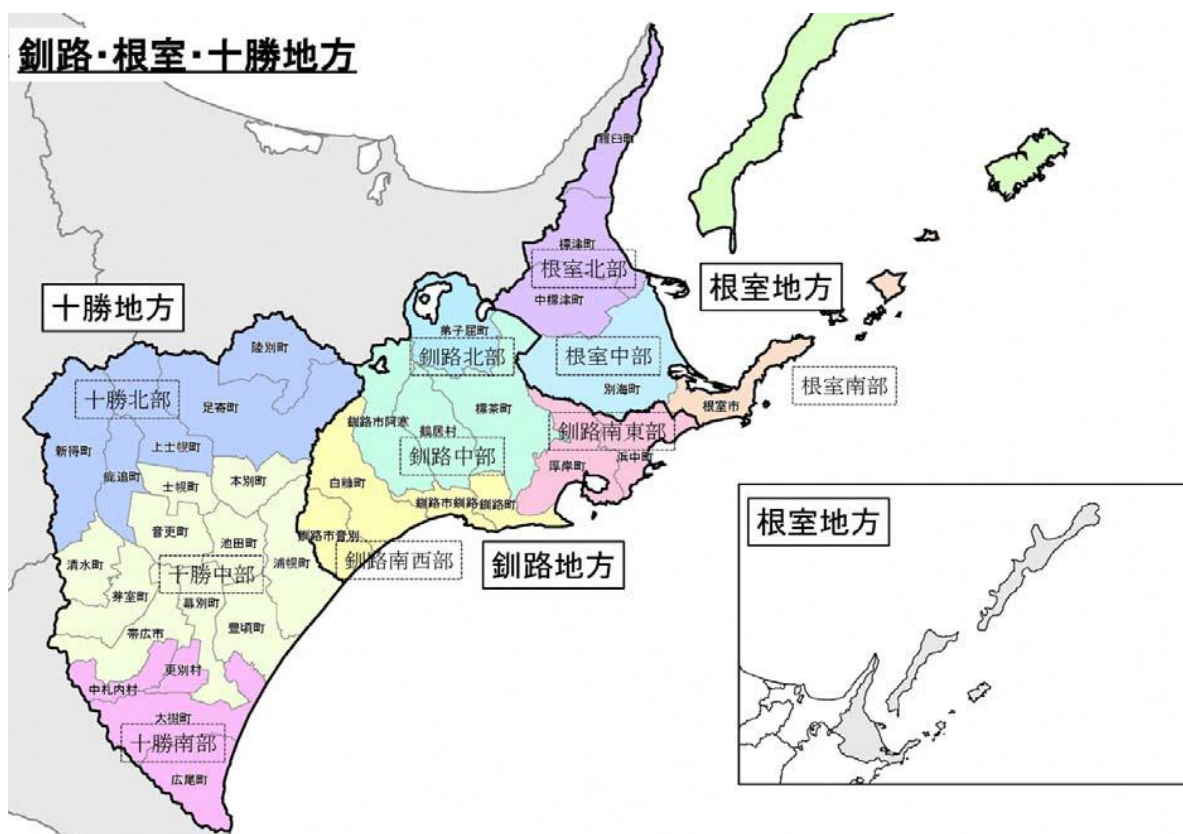 釧路・根室・十勝地方
羅臼町
標津町
根室北部
中標津町
根室地方
十勝地方
弟子屈町
釧路北部
根室中部
別海町
根室南部
根室市
陸別町
十勝北部
足寄町
新得町
上士幌町
鹿追町
釧路市阿寒
標茶町
鶴居村
釧路中部
釧路南東部
浜中町
厚岸町
士幌町
本別町
白糠町
釧路市釧路
釧路町
音更町
池田町
釧路市音別
釧路南西部
釧路地方
清水町
十勝中部
浦幌町
芽室町
幕別町
帯広市
豊頃町
更別村
中札内村
大樹町
十勝南部
広尾町
根室地方